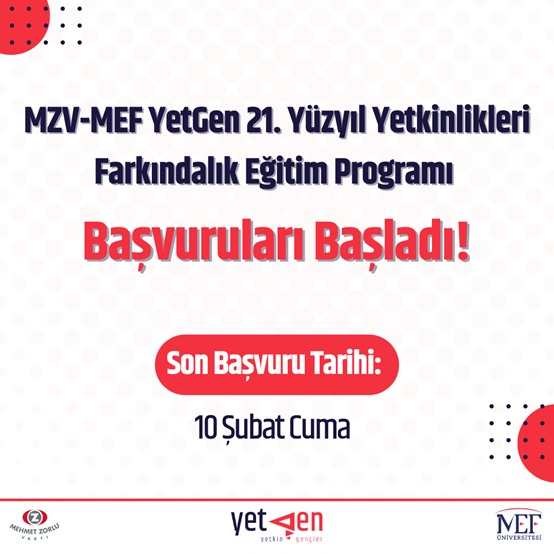 MZV-MEF YetGen 21. Yüzyıl Yetkinlikleri
Farkındalık Eğitim Programı
Başvuruları Başladı!
Son Başvuru Tarihi:
10 Şubat Cuma
MEHMET ZORLU
VAKFI
yetgen
yetkin gençler
MEF
ÜNİVERSİTESİ